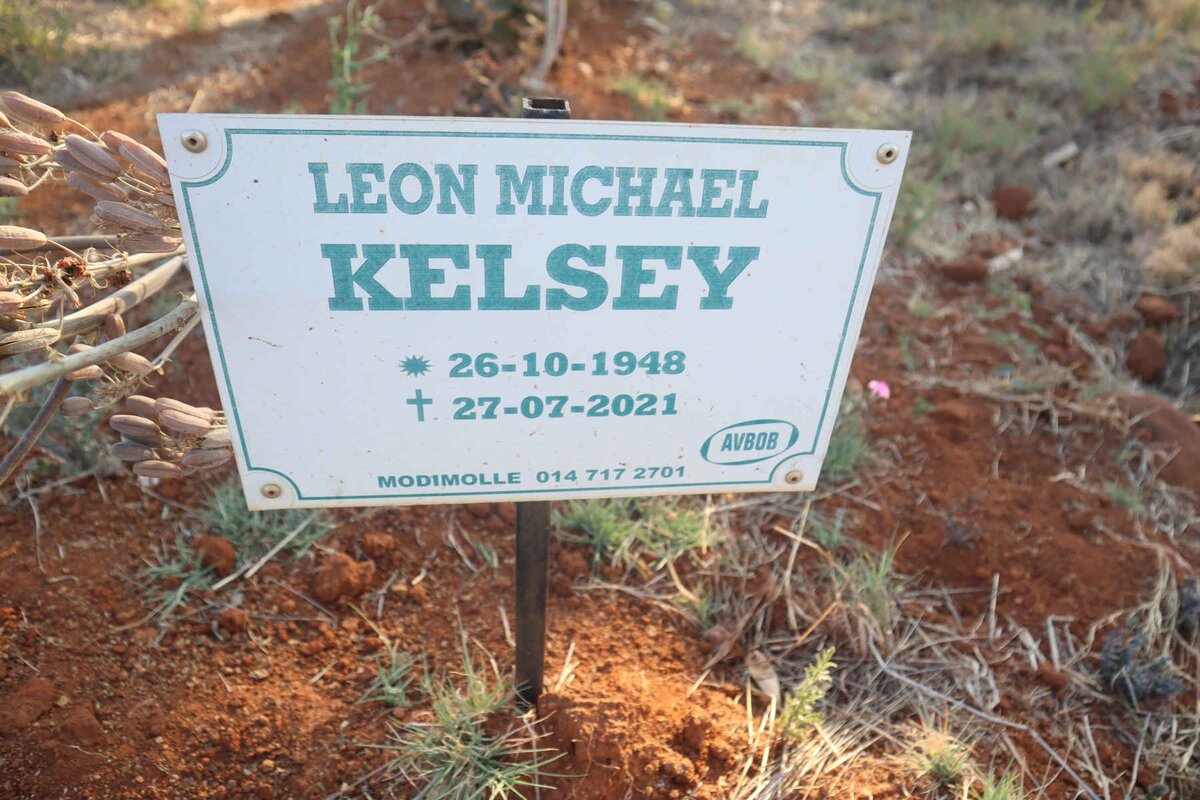 LEON MICHAEL
KELSEY
✷ 26-10-1948
✝ 27-07-2021
AVBOB
MODIMOLLE 014 717 2701